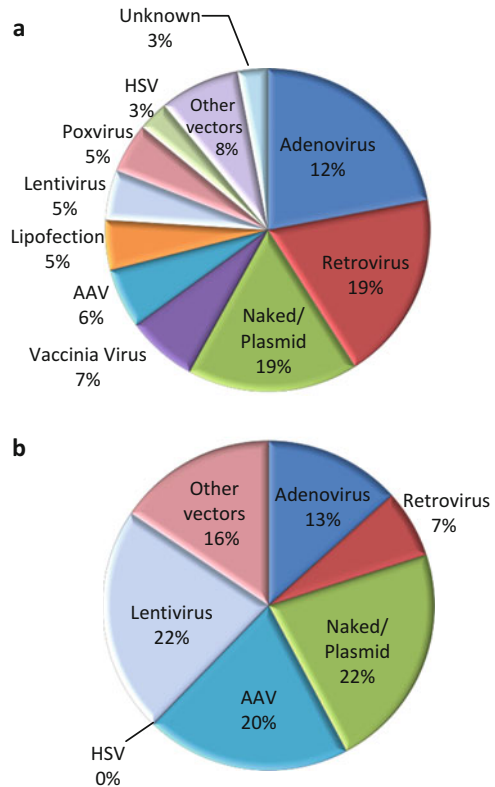 a
Unknown
3%
HSV
3%
Other
vectors
8%
Poxvirus
5%
Lentivirus
5%
Lipofection
5%
AAV
6%
Vaccinia Virus
7%
Naked/
Plasmid
19%
Retrovirus
19%
Adenovirus
12%
b
Other
vectors
16%
Adenovirus
13%
Retrovirus
7%
Lentivirus
22%
Naked/
Plasmid
22%
AAV
20%
HSV
0%